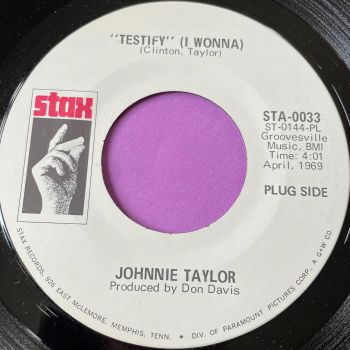 "TESTIFY" (I WONNA)
(Clinton, Taylor)
stax
STA-0033
ST-0144-PL
Groovesville
Music, BMI
Time: 4:01
April, 1969
PLUG SIDE
JOHNNIE TAYLOR
Produced by Don Davis
STAX RECORDS, 926 EAST McLEMORE, MEMPHIS, TENN. • DIV. OF PARAMOUNT PICTURES CORP. A G+W CO.